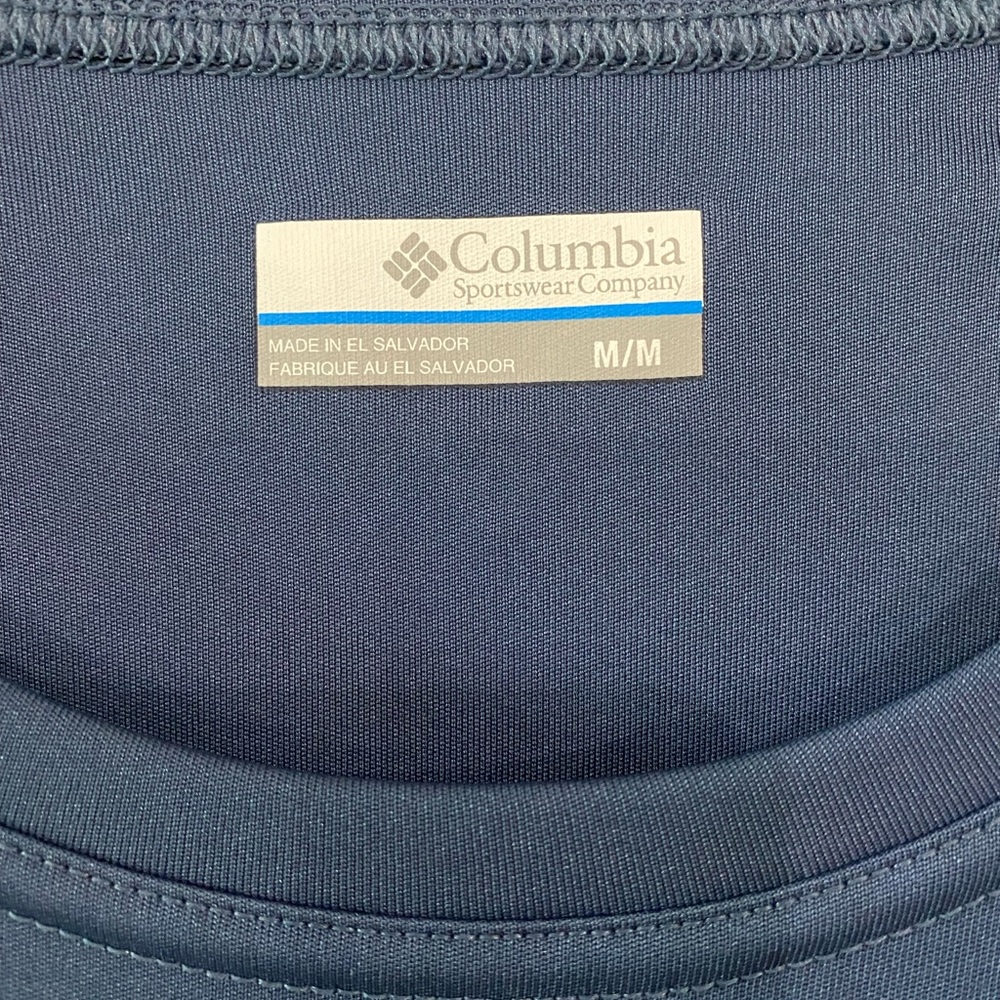 Columbia
Sportswear Company
MADE IN EL SALVADOR
FABRIQUE AU EL SALVADOR
M/M